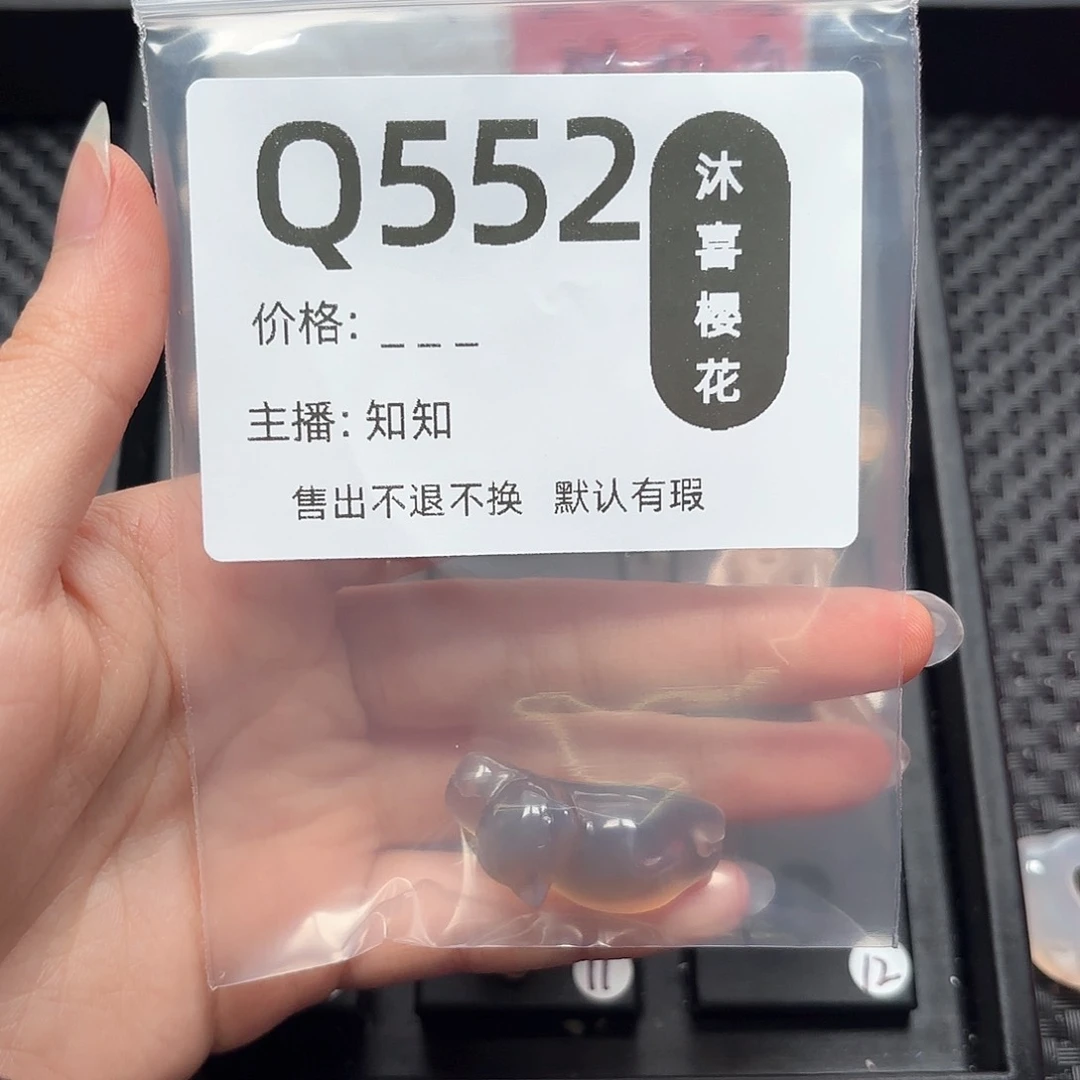 Q552
沐喜樱花
价格: _ _ _
主播: 知知
售出不退不换 默认有瑕
11
12